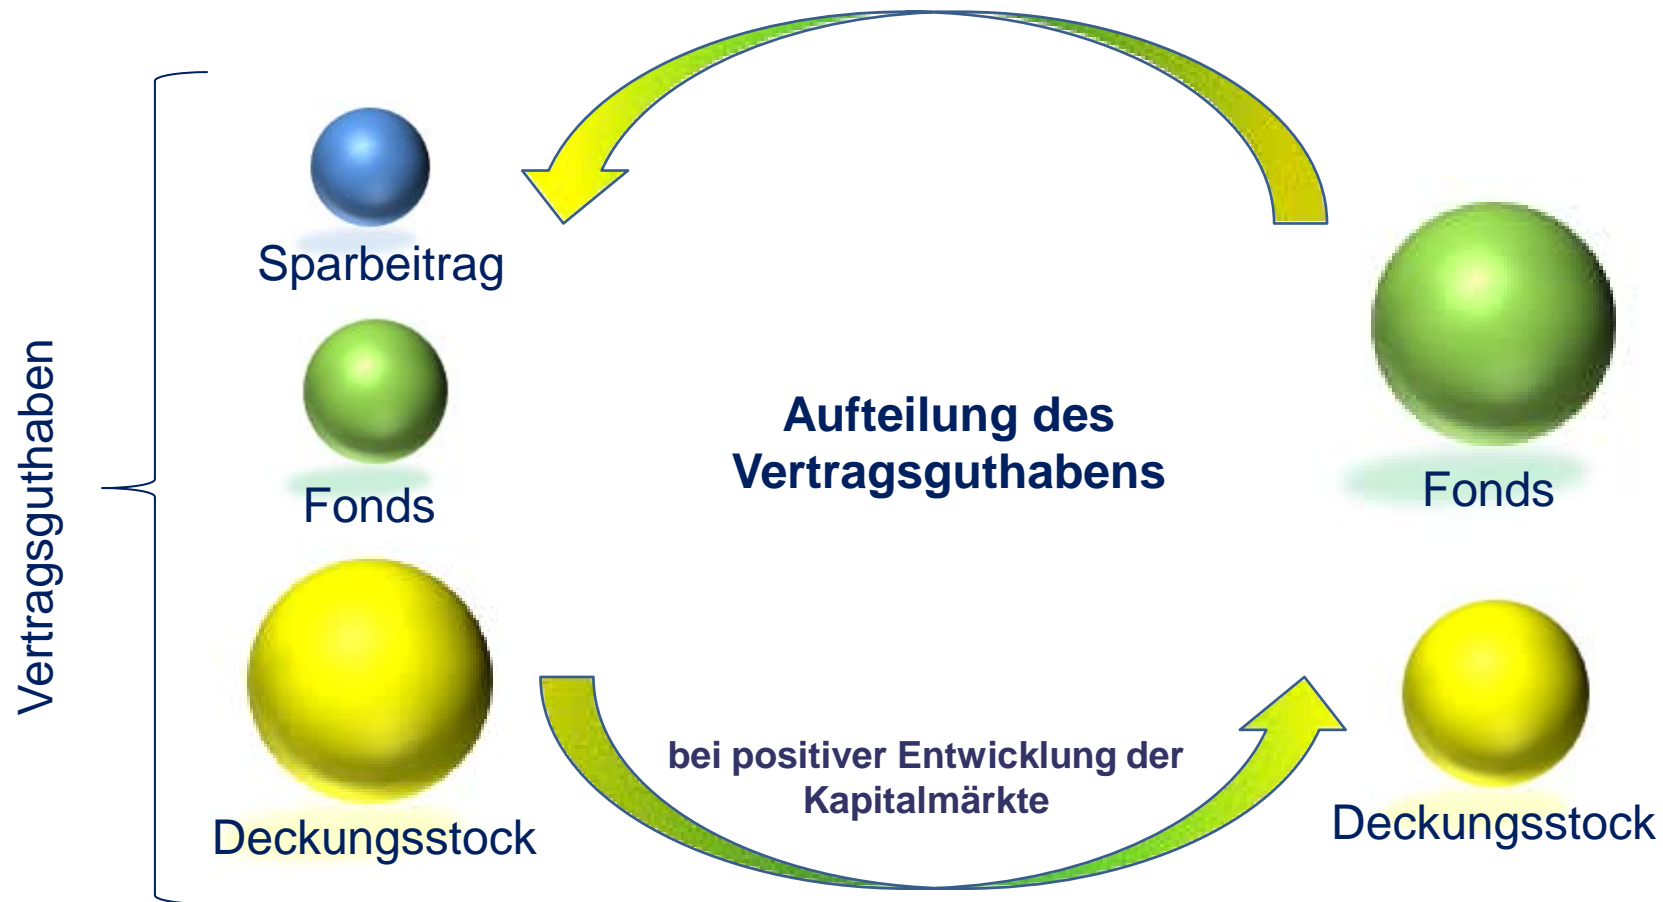 Vertragsguthaben
Sparbeitrag
Fonds
Deckungsstock
Aufteilung des
Vertragsguthabens
bei positiver Entwicklung der
Kapitalmärkte
Fonds
Deckungsstock